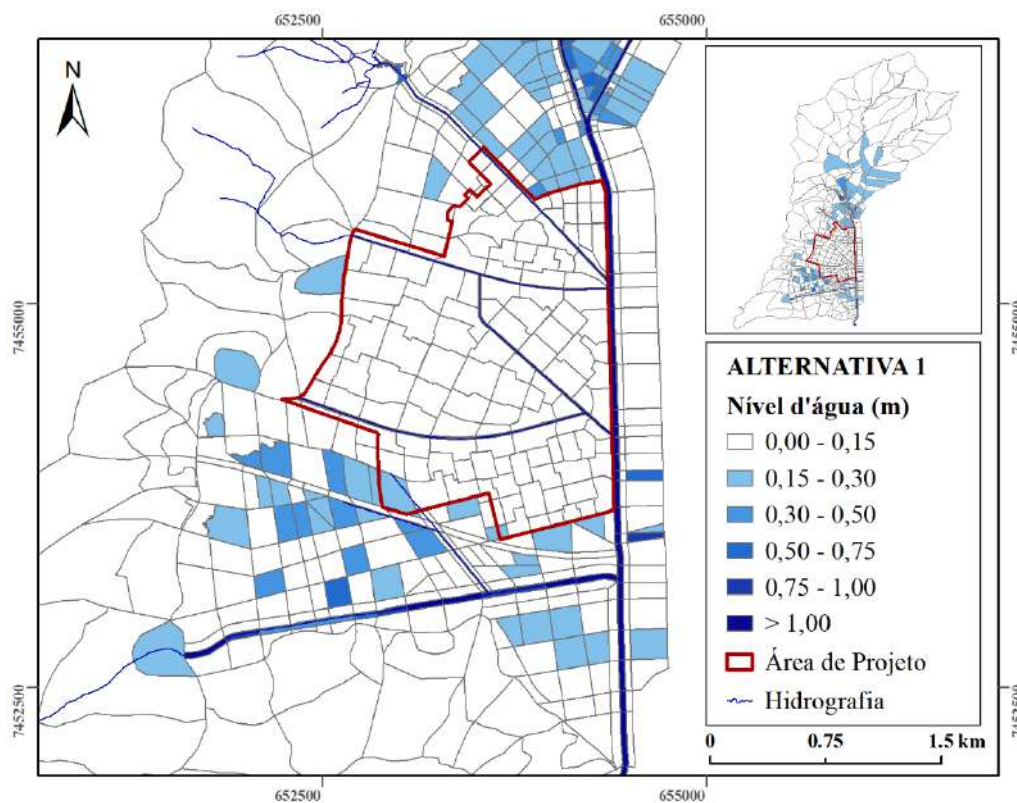 652500 655000
N
7455000 7455000
7452500 7452500
ALTERNATIVA 1
Nível d'água (m)
0,00 - 0,15
0,15 - 0,30
0,30 - 0,50
0,50 - 0,75
0,75 - 1,00
> 1,00
Área de Projeto
Hidrografia
0 0.75 1.5 km
652500 655000